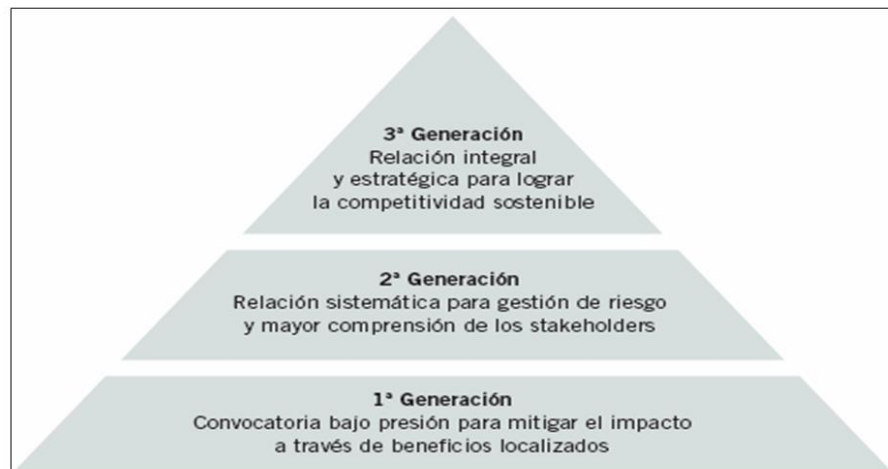 3ª Generación
Relación integral
y estratégica para lograr
la competitividad sostenible
2ª Generación
Relación sistemática para gestión de riesgo
y mayor comprensión de los stakeholders
1ª Generación
Convocatoria bajo presión para mitigar el impacto
a través de beneficios localizados